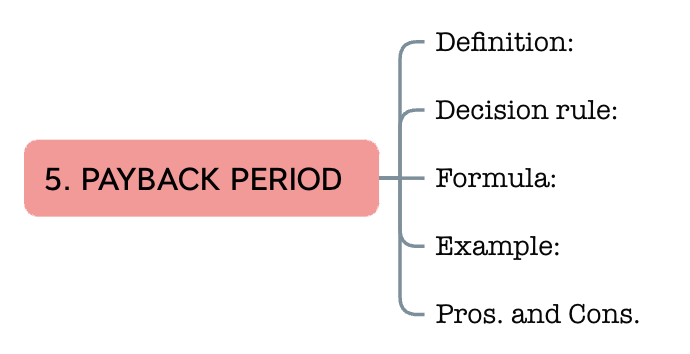 5. PAYBACK PERIOD
Definition:
Decision rule:
Formula:
Example:
Pros. and Cons.